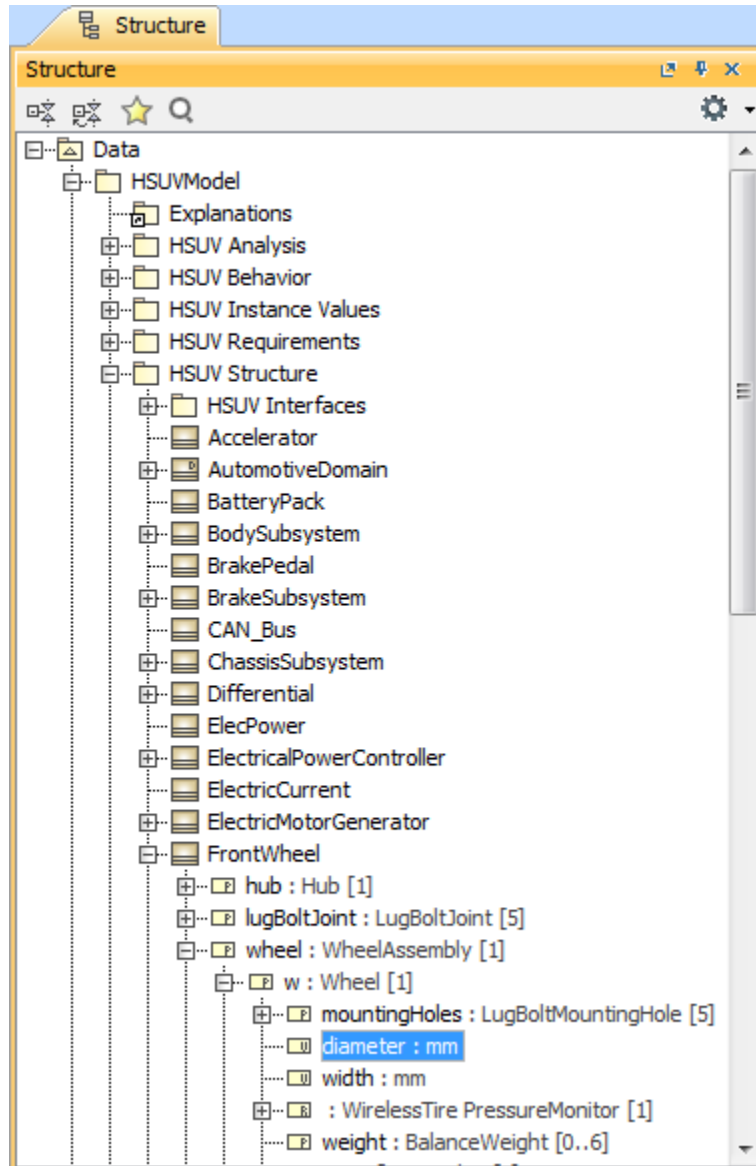 Structure
Structure
Data
HSUVModel
Explanations
HSUV Analysis
HSUV Behavior
HSUV Instance Values
HSUV Requirements
HSUV Structure
HSUV Interfaces
Accelerator
AutomotiveDomain
BatteryPack
BodySubsystem
BrakePedal
BrakeSubsystem
CAN_Bus
ChassisSubsystem
Differential
ElecPower
ElectricalPowerController
ElectricCurrent
ElectricMotorGenerator
FrontWheel
hub : Hub [1]
lugBoltJoint : LugBoltJoint [5]
wheel : WheelAssembly [1]
w : Wheel [1]
mountingHoles : LugBoltMountingHole [5]
diameter : mm
width : mm
: WirelessTire PressureMonitor [1]
weight : BalanceWeight [0..6]